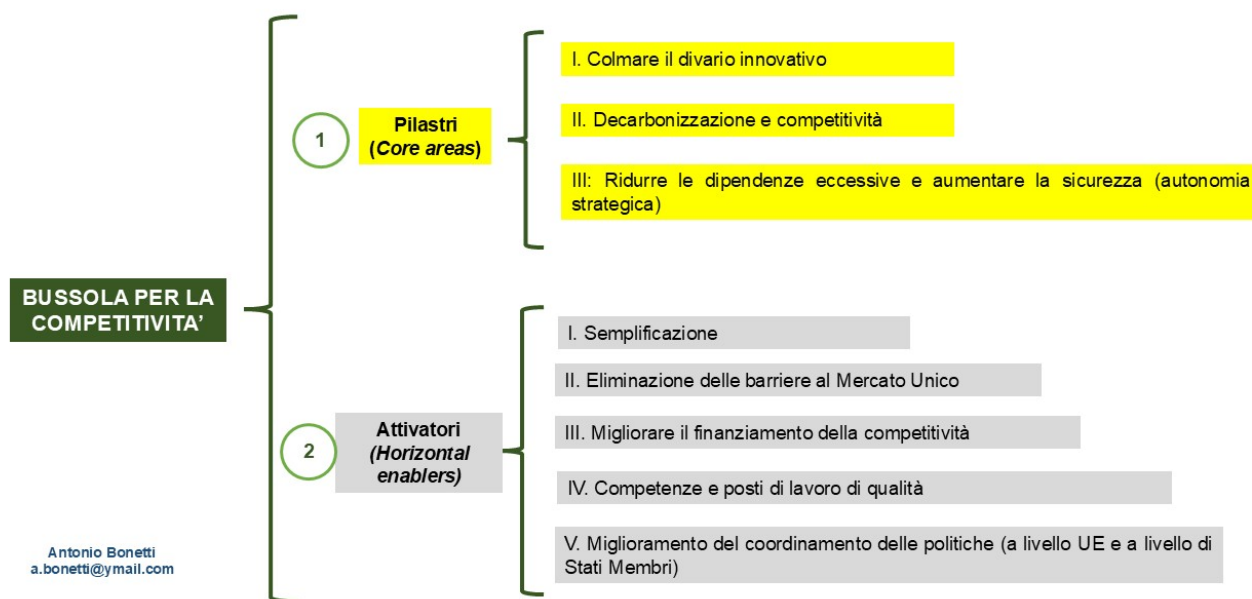 BUSSOLA PER LA
COMPETITIVITA’
1
Pilastri
(Core areas)
I. Colmare il divario innovativo
II. Decarbonizzazione e competitività
III: Ridurre le dipendenze eccessive e aumentare la sicurezza (autonomia
strategica)
2
Attivatori
(Horizontal
enablers)
I. Semplificazione
II. Eliminazione delle barriere al Mercato Unico
III. Migliorare il finanziamento della competitività
IV. Competenze e posti di lavoro di qualità
V. Miglioramento del coordinamento delle politiche (a livello UE e a livello di
Stati Membri)
Antonio Bonetti
a.bonetti@ymail.com